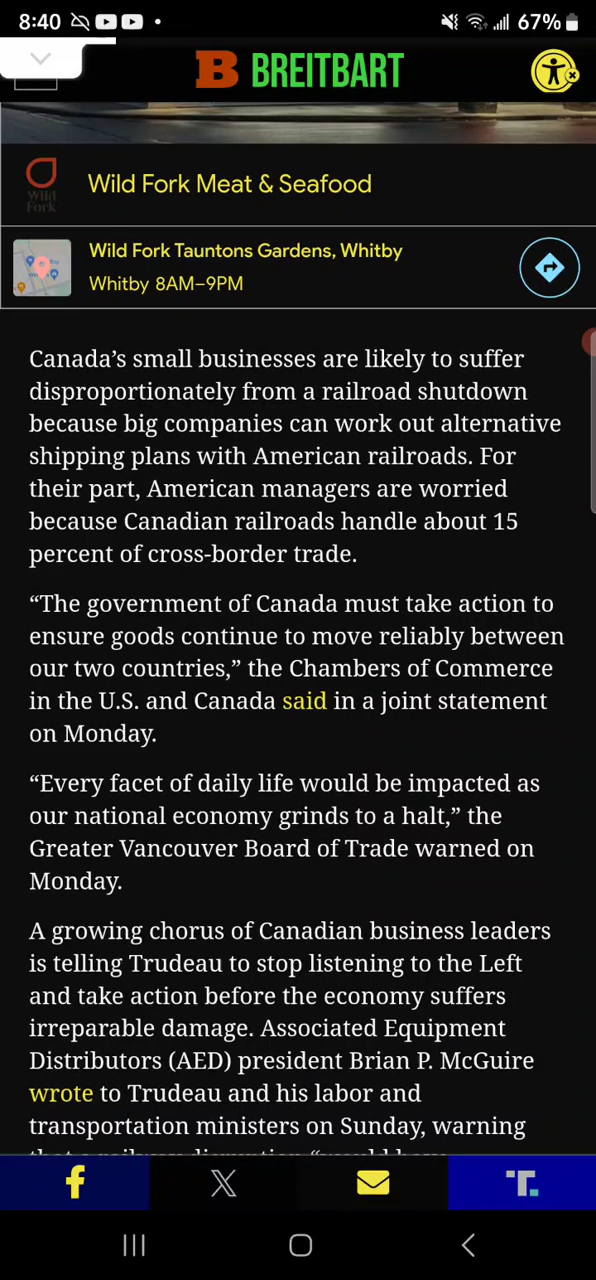 8:40
67%
BREITBART
Wild Fork
Wild Fork Meat & Seafood
Wild Fork Tauntons Gardens, Whitby
Whitby 8AM–9PM
Canada’s small businesses are likely to suffer
disproportionately from a railroad shutdown
because big companies can work out alternative
shipping plans with American railroads. For
their part, American managers are worried
because Canadian railroads handle about 15
percent of cross-border trade.
“The government of Canada must take action to
ensure goods continue to move reliably between
our two countries,” the Chambers of Commerce
in the U.S. and Canada said in a joint statement
on Monday.
“Every facet of daily life would be impacted as
our national economy grinds to a halt,” the
Greater Vancouver Board of Trade warned on
Monday.
A growing chorus of Canadian business leaders
is telling Trudeau to stop listening to the Left
and take action before the economy suffers
irreparable damage. Associated Equipment
Distributors (AED) president Brian P. McGuire
wrote to Trudeau and his labor and
transportation ministers on Sunday, warning
that a railway disruption “would have